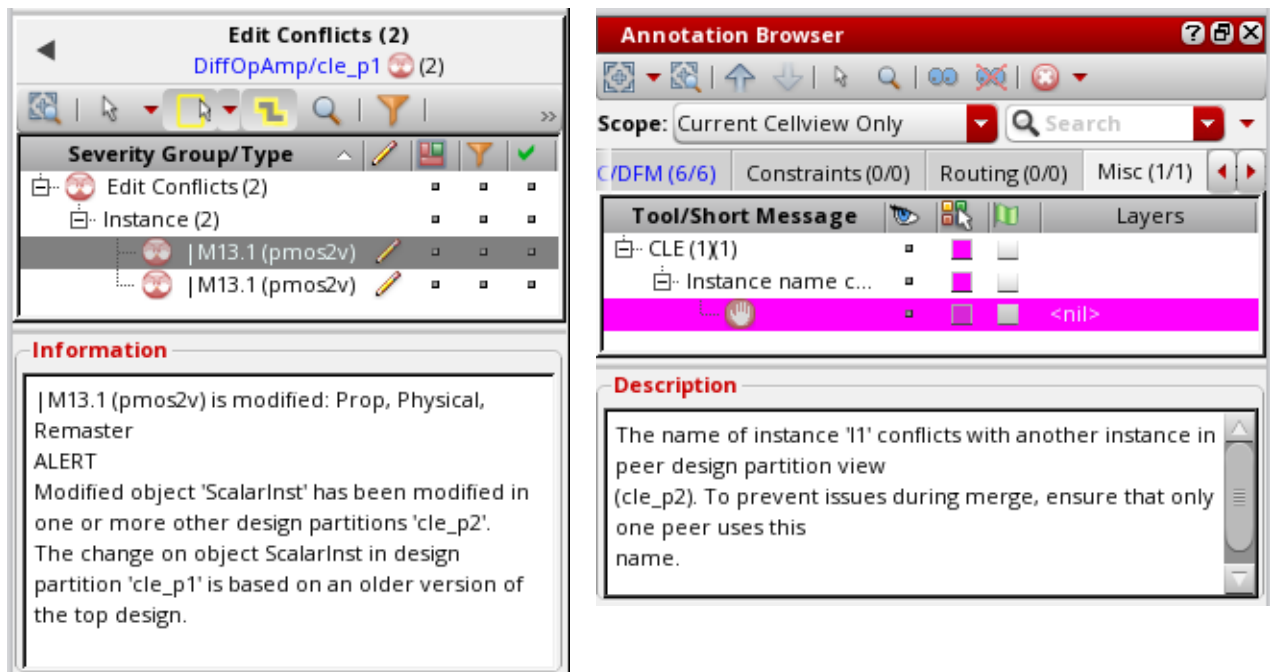 Edit Conflicts (2)
DiffOpAmp/cle_p1 (2)
»
Severity Group/Type
Edit Conflicts (2)
Instance (2)
|M13.1 (pmos2v)
|M13.1 (pmos2v)
Information
|M13.1 (pmos2v) is modified: Prop, Physical,
Remaster
ALERT
Modified object 'ScalarInst' has been modified in
one or more other design partitions 'cle_p2'.
The change on object ScalarInst in design
partition 'cle_p1' is based on an older version of
the top design.
Annotation Browser
Scope: Current Cellview Only Search
C/DFM (6/6) Constraints (0/0) Routing (0/0) Misc (1/1)
Tool/Short Message Layers
CLE (1)(1)
Instance name c...
<nil>
Description
The name of instance 'I1' conflicts with another instance in
peer design partition view
(cle_p2). To prevent issues during merge, ensure that only
one peer uses this
name.